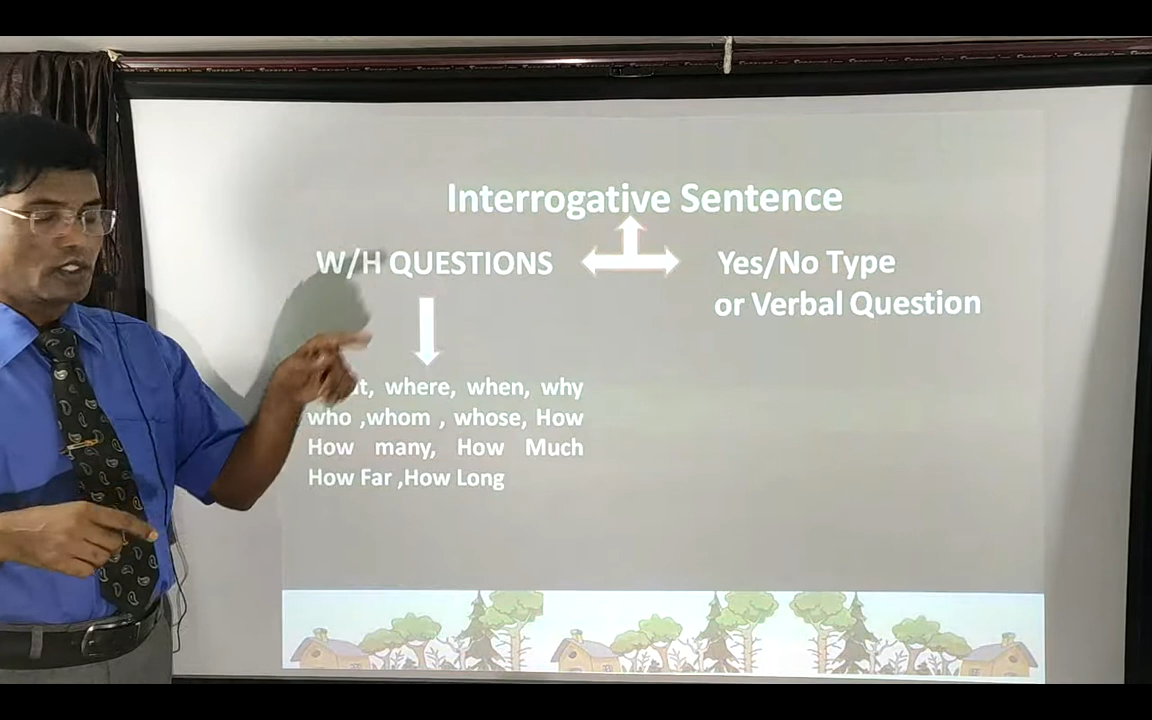 Interrogative Sentence
W/H QUESTIONS
Yes/No Type
or Verbal Question
where, when, why
who ,whom , whose, How
How many, How Much
How Far ,How Long